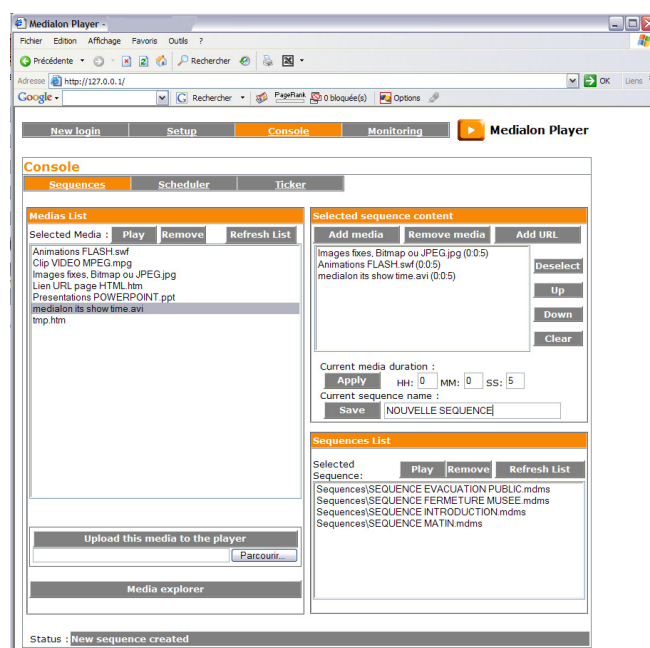 Medialon Player -
Fichier Edition Affichage Favoris Outils ?
Précédente Rechercher
Adresse http://127.0.0.1/ OK Liens
Google Rechercher PageRank 0 bloquée(s) Options
New login Setup Console Monitoring Medialon Player
Console
Sequences Scheduler Ticker
Medias List
Selected Media : Play Remove Refresh List
Animations FLASH.swf
Clip VIDEO MPEG.mpg
Images fixes, Bitmap ou JPEG.jpg
Lien URL page HTML.htm
Presentations POWERPOINT.ppt
medialon its show time.avi
tmp.htm
Upload this media to the player
Parcourir...
Media explorer
Selected sequence content
Add media Remove media Add URL
Images fixes, Bitmap ou JPEG.jpg (0:0:5)
Animations FLASH.swf (0:0:5)
medialon its show time.avi (0:0:5)
Deselect
Up
Down
Clear
Current media duration :
Apply HH: 0 MM: 0 SS: 5
Current sequence name :
Save NOUVELLE SEQUENCE
Sequences List
Selected
Sequence: Play Remove Refresh List
Sequences\SEQUENCE EVACUATION PUBLIC.mdms
Sequences\SEQUENCE FERMETURE MUSEE.mdms
Sequences\SEQUENCE INTRODUCTION.mdms
Sequences\SEQUENCE MATIN.mdms
Status : New sequence created